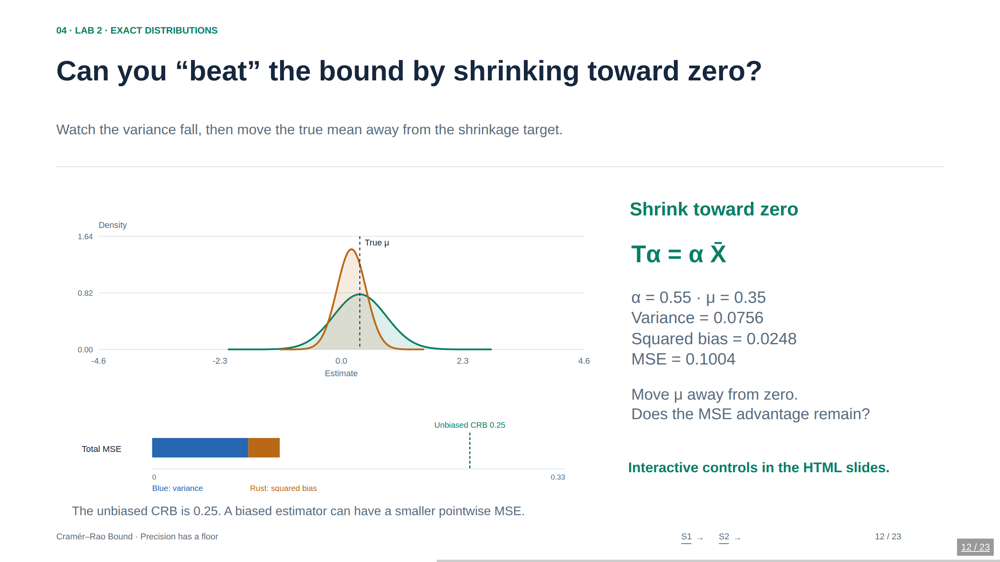 04 · LAB 2 · EXACT DISTRIBUTIONS
Can you “beat” the bound by shrinking toward zero?
Watch the variance fall, then move the true mean away from the shrinkage target.
Density
1.64
True μ
0.82
0.00
-4.6
-2.3
0.0
2.3
4.6
Estimate
Unbiased CRB 0.25
Total MSE
0
0.33
Blue: variance
Rust: squared bias
The unbiased CRB is 0.25. A biased estimator can have a smaller pointwise MSE.
Shrink toward zero
Tα = α X̄
α = 0.55 · μ = 0.35
Variance = 0.0756
Squared bias = 0.0248
MSE = 0.1004
Move μ away from zero.
Does the MSE advantage remain?
Interactive controls in the HTML slides.
Cramér–Rao Bound · Precision has a floor
S1 →
S2 →
12 / 23
12 / 23